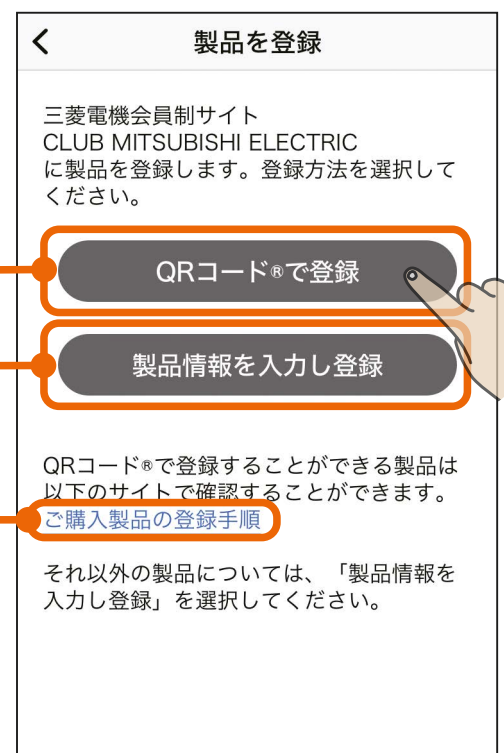 製品を登録
三菱電機会員制サイト
CLUB MITSUBISHI ELECTRIC
に製品を登録します。登録方法を選択して
ください。
QRコード®で登録
製品情報を入力し登録
QRコード®で登録することができる製品は
以下のサイトで確認することができます。
ご購入製品の登録手順
それ以外の製品については、「製品情報を
入力し登録」を選択してください。